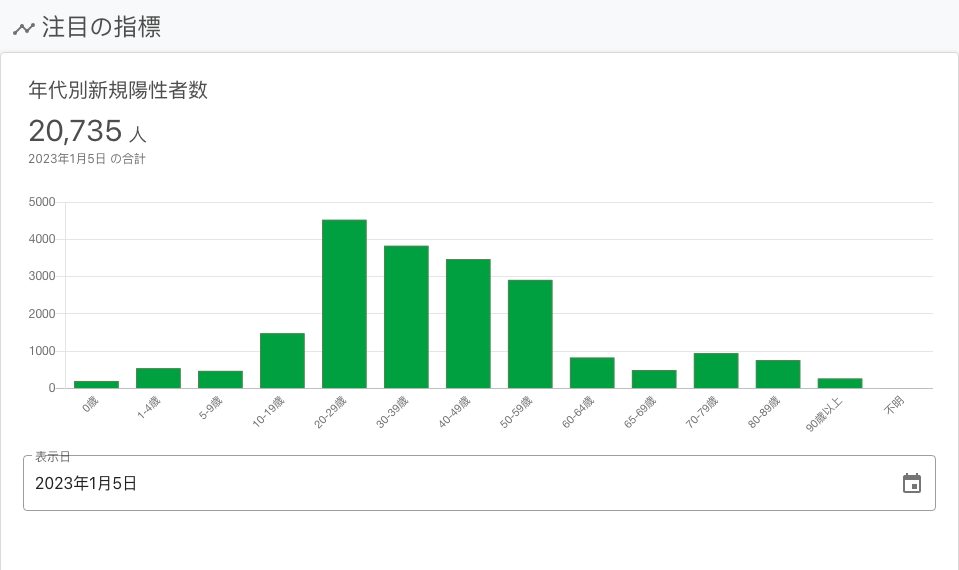 注目の指標
年代別新規陽性者数
20,735 人
2023年1月5日 の合計
5000
4000
3000
2000
1000
0
0歳
1-4歳
5-9歳
10-19歳
20-29歳
30-39歳
40-49歳
50-59歳
60-64歳
65-69歳
70-79歳
80-89歳
90歳以上
不明
表示日
2023年1月5日